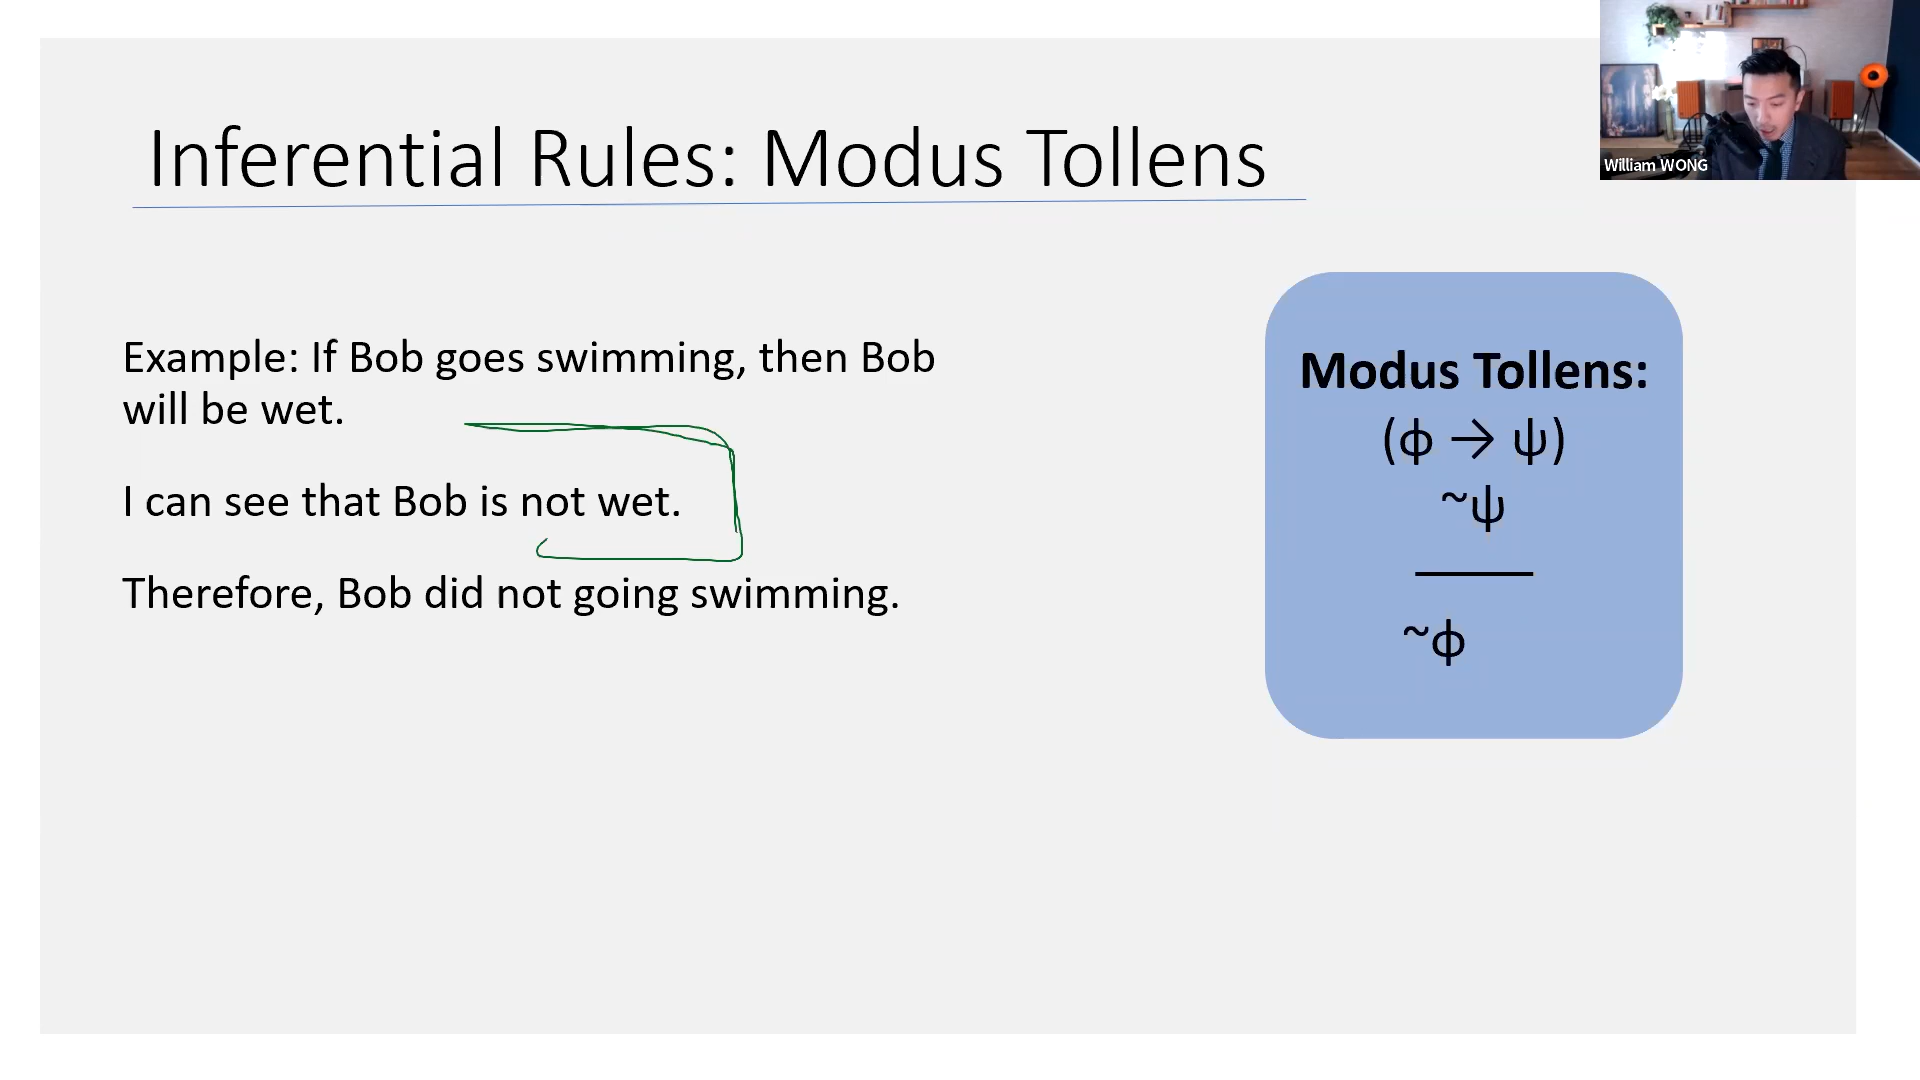 Inferential Rules: Modus Tollens
William WONG
Example: If Bob goes swimming, then Bob
will be wet.
I can see that Bob is not wet.
Therefore, Bob did not going swimming.
Modus Tollens:
(ϕ → ψ)
~ψ
~ϕ